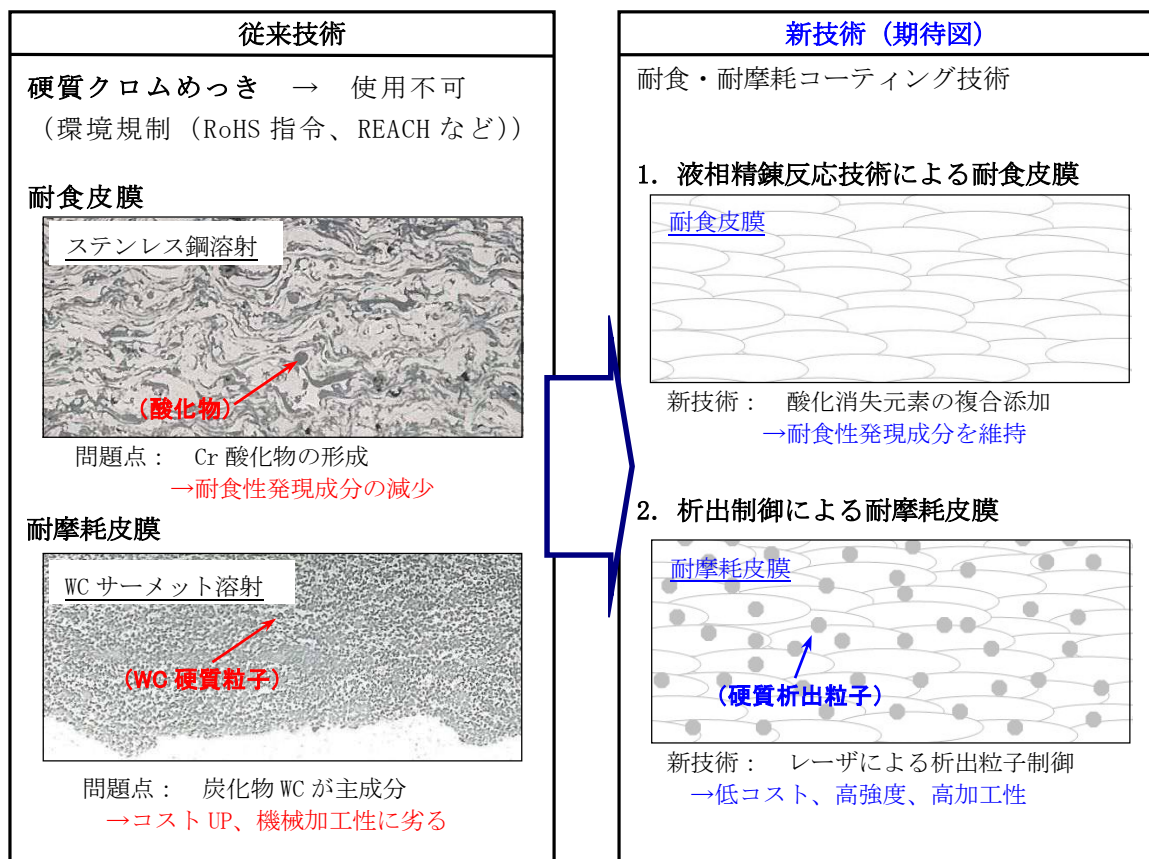 従来技術
硬質クロムめっき → 使用不可
（環境規制（RoHS 指令、REACH など））
耐食皮膜
ステンレス鋼溶射
（酸化物）
問題点： Cr 酸化物の形成
→耐食性発現成分の減少
耐摩耗皮膜
WC サーメット溶射
（WC 硬質粒子）
問題点： 炭化物 WC が主成分
→コスト UP、機械加工性に劣る
新技術（期待図）
耐食・耐摩耗コーティング技術
1. 液相精錬反応技術による耐食皮膜
耐食皮膜
新技術： 酸化消失元素の複合添加
→耐食性発現成分を維持
2. 析出制御による耐摩耗皮膜
耐摩耗皮膜
（硬質析出粒子）
新技術： レーザによる析出粒子制御
→低コスト、高強度、高加工性